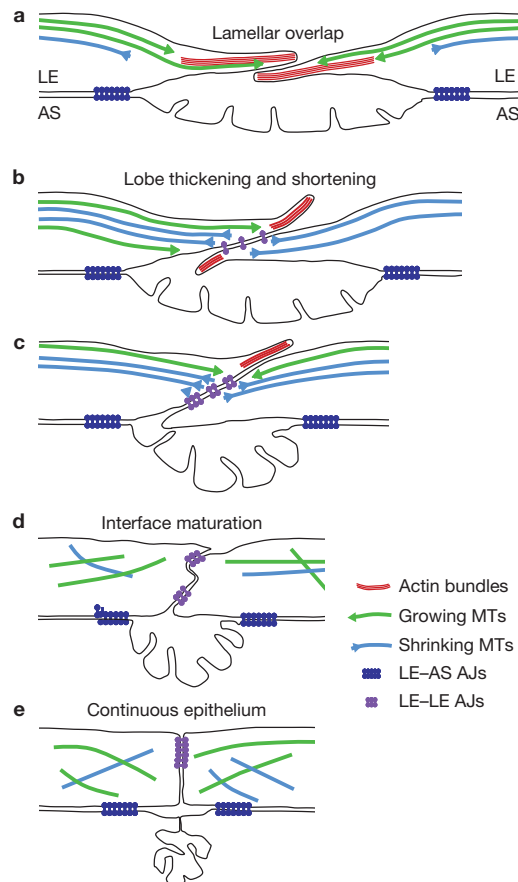 a
Lamellar overlap
LE
LE
AS
AS
b
Lobe thickening and shortening
c
d
Interface maturation
Actin bundles
Growing MTs
Shrinking MTs
LE–AS AJs
LE–LE AJs
e
Continuous epithelium